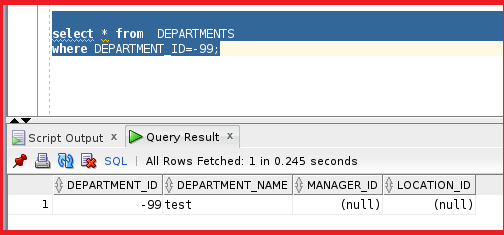 select * from DEPARTMENTS
where DEPARTMENT_ID=-99;
Script Output x Query Result x
SQL | All Rows Fetched: 1 in 0.245 seconds
DEPARTMENT_ID DEPARTMENT_NAME MANAGER_ID LOCATION_ID
1 -99 test (null) (null)